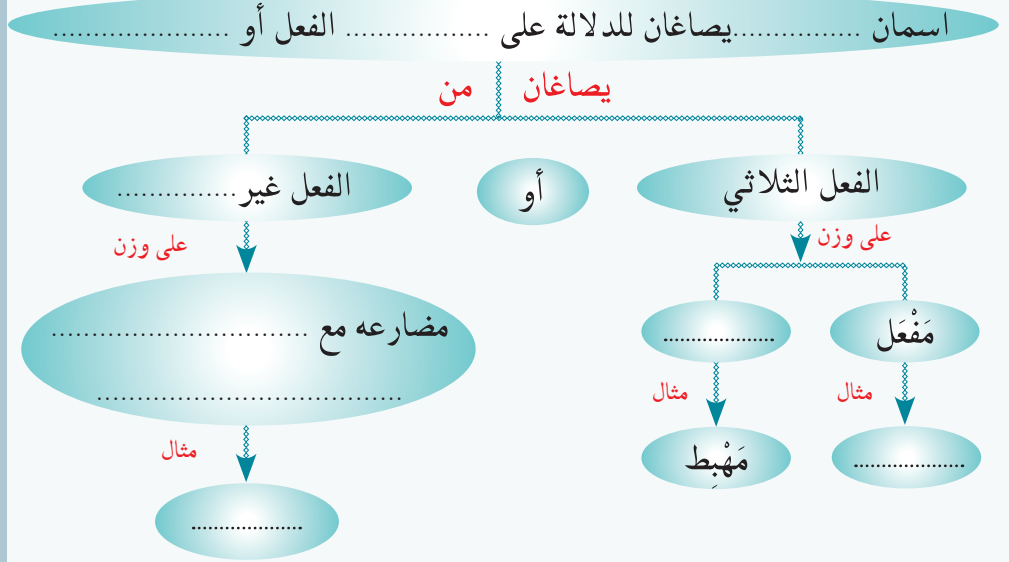 اسمان ................يصاغان للدلالة على .................. الفعل أو ..........................
يصاغان من
الفعل الثلاثي
أو
الفعل غير ...............
على وزن
على وزن
مَفْعَل
....................
مضارعه مع ................................
......................................
مثال
مثال
مثال
....................
مَهْبِط
....................